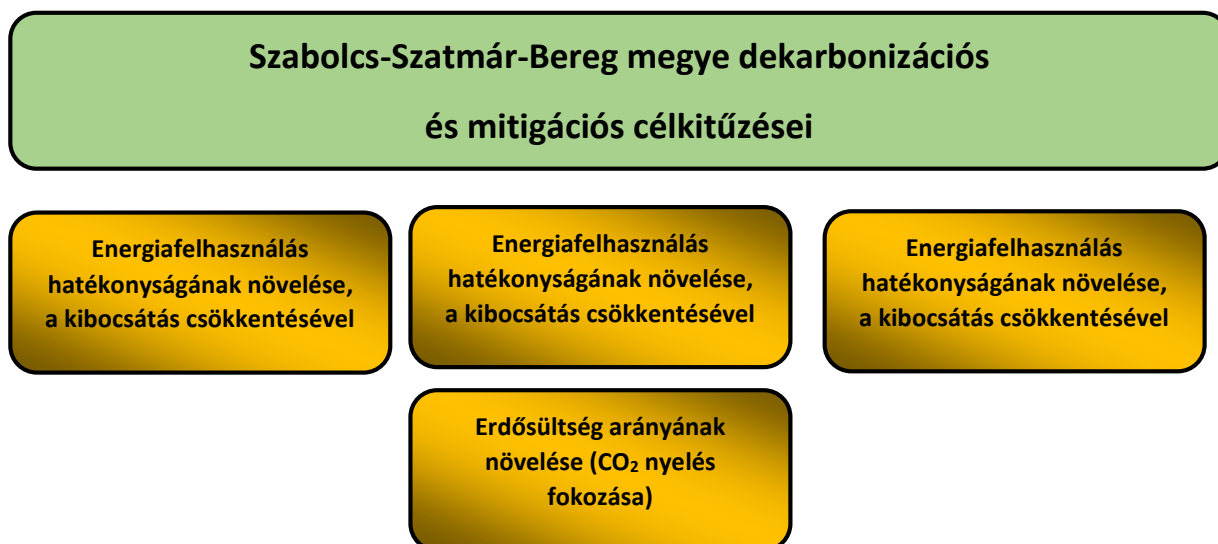 Szabolcs-Szatmár-Bereg megye dekarbonizációs
és mitigációs célkitűzései
Energiafelhasználás
hatékonyságának növelése,
a kibocsátás csökkentésével
Energiafelhasználás
hatékonyságának növelése,
a kibocsátás csökkentésével
Energiafelhasználás
hatékonyságának növelése,
a kibocsátás csökkentésével
Erdősültség arányának
növelése (CO₂ nyelés
fokozása)